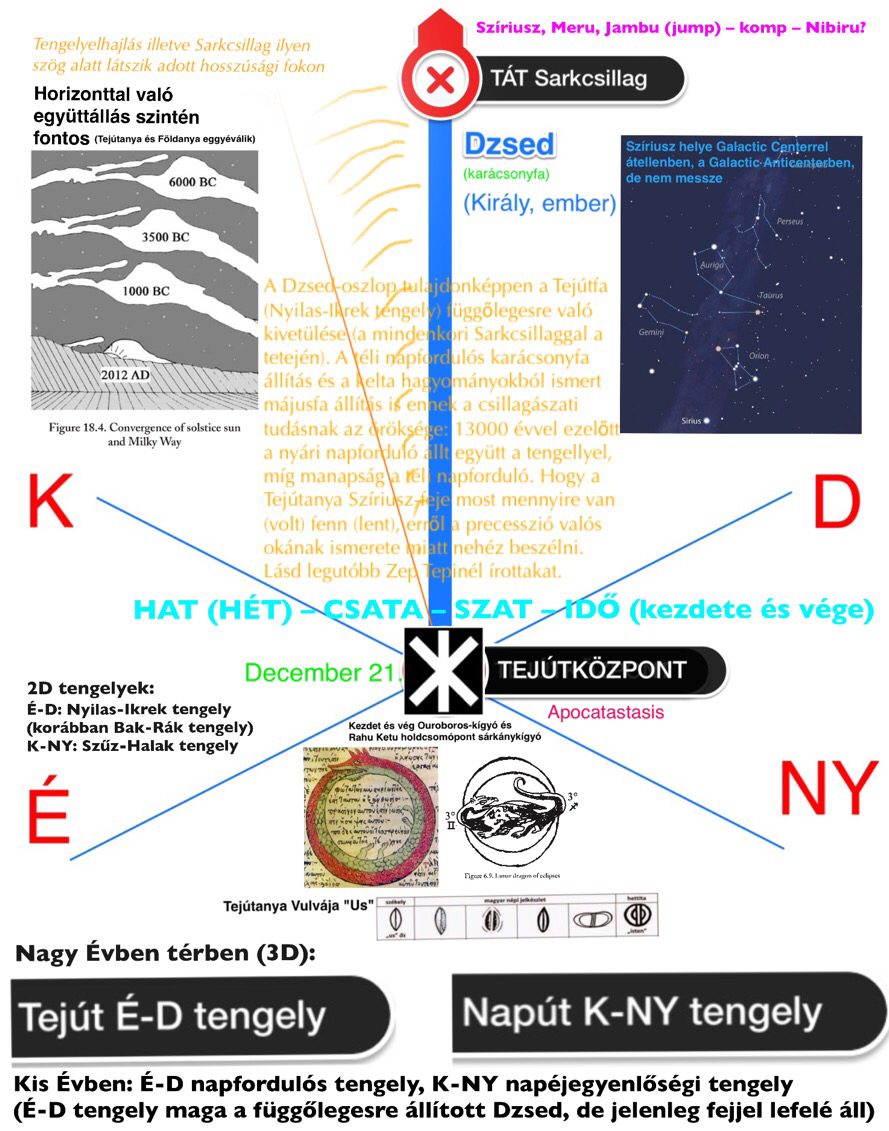 Szíriusz, Meru, Jambu (jump) – komp – Nibiru?
Tengelyelhajlás illetve Sarkcsillag ilyen
szög alatt látszik adott hosszúsági fokon
TÁT Sarkcsillag
Horizonttal való
együttállás szintén
fontos (Tejútanya és Földanya eggyéválik)
6000 BC
3500 BC
1000 BC
2012 AD
Figure 18.4. Convergence of solstice sun
and Milky Way
Dzsed
(karácsonyfa)
(Király, ember)
Szíriusz helye Galactic Centerrel
átellenben, a Galactic Anticenterben,
de nem messze
Perseus
Auriga
Taurus
Gemini
Orion
Sirius
A Dzsed-oszlop tulajdonképpen a Tejútfa
(Nyilas-Ikrek tengely) függőlegesre való
kivetülése (a mindenkori Sarkcsillaggal a
tetején). A téli napfordulós karácsonyfa
állítás és a kelta hagyományokból ismert
májusfa állítás is ennek a csillagászati
tudásnak az öröksége: 13000 évvel ezelőtt
a nyári napforduló állt együtt a tengellyel,
míg manapság a téli napforduló. Hogy a
Tejútanya Szíriusz-feje most mennyire van
(volt) fenn (lent), erről a precesszió valós
okának ismerete miatt nehéz beszélni.
Lásd legutóbb Zep Tepinél írottakat.
K
D
HAT (HÉT) – CSATA – SZAT – IDŐ (kezdete és vége)
December 21.
TEJÚTKÖZPONT
Apocatastasis
2D tengelyek:
É-D: Nyilas-Ikrek tengely
(korábban Bak-Rák tengely)
K-NY: Szűz-Halak tengely
Kezdet és vég Ouroboros-kígyó és
Rahu Ketu holdcsomópont sárkánykígyó
É
NY
3° ♊
3° ♐
Figure 6.9. Lunar dragon of eclipses
Tejútanya Vulvája "Us"
székely
magyar népi jelkészlet
hettita
„us" dz
„isten"
Nagy Évben térben (3D):
Tejút É-D tengely
Napút K-NY tengely
Kis Évben: É-D napfordulós tengely, K-NY napéjegyenlőségi tengely
(É-D tengely maga a függőlegesre állított Dzsed, de jelenleg fejjel lefelé áll)